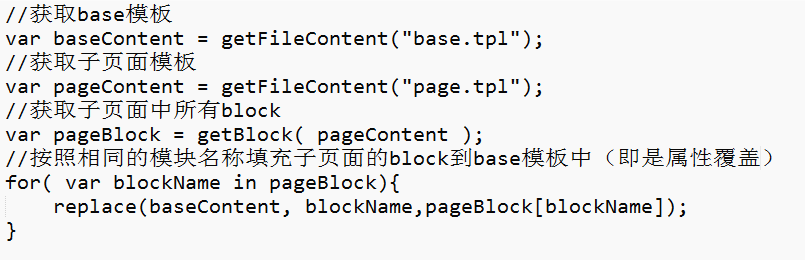 //获取base模板
var baseContent = getFileContent("base.tpl");
//获取子页面模板
var pageContent = getFileContent("page.tpl");
//获取子页面中所有block
var pageBlock = getBlock( pageContent );
//按照相同的模块名称填充子页面的block到base模板中（即是属性覆盖）
for( var blockName in pageBlock){
    replace(baseContent, blockName,pageBlock[blockName]);
}